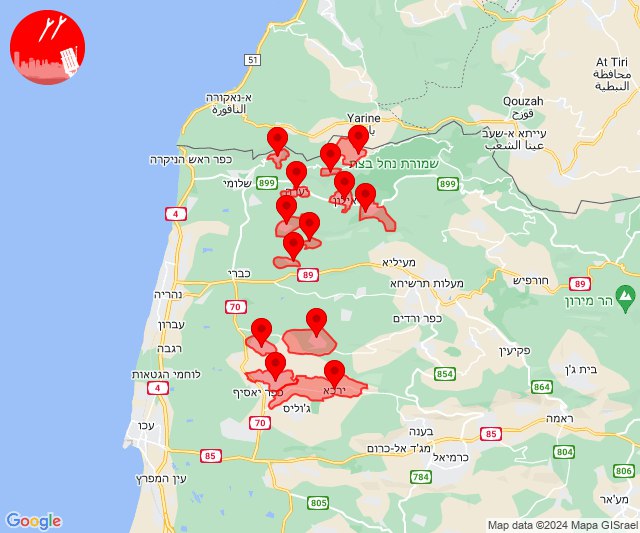 At Tiri
محافظة
النبطية
51
א-נאקורה
الناقورة
Yarine
Qouzah
قوزح
עייתא א-שעב
عيتا الشعب
כפר ראש הניקרה
שמורת נחל בצת
899
שלומי
899
אילון
4
כברי
89
מעיליא
מעלות תרשיחא
חורפיש
89
נהריה
הר מירון
70
עברון
כפר ורדים
רגבה
פקיעין
בית ג'ן
לוחמי הגטאות
854
4
864
כפר יאסיף
ירכא
ג'וליס
ראמה
עכו
70
בענה
85
מג'ד אל-כרום
כרמיאל
804
85
עין המפרץ
784
806
805
מע'אר
Google
Map data ©2024 Mapa GISrael